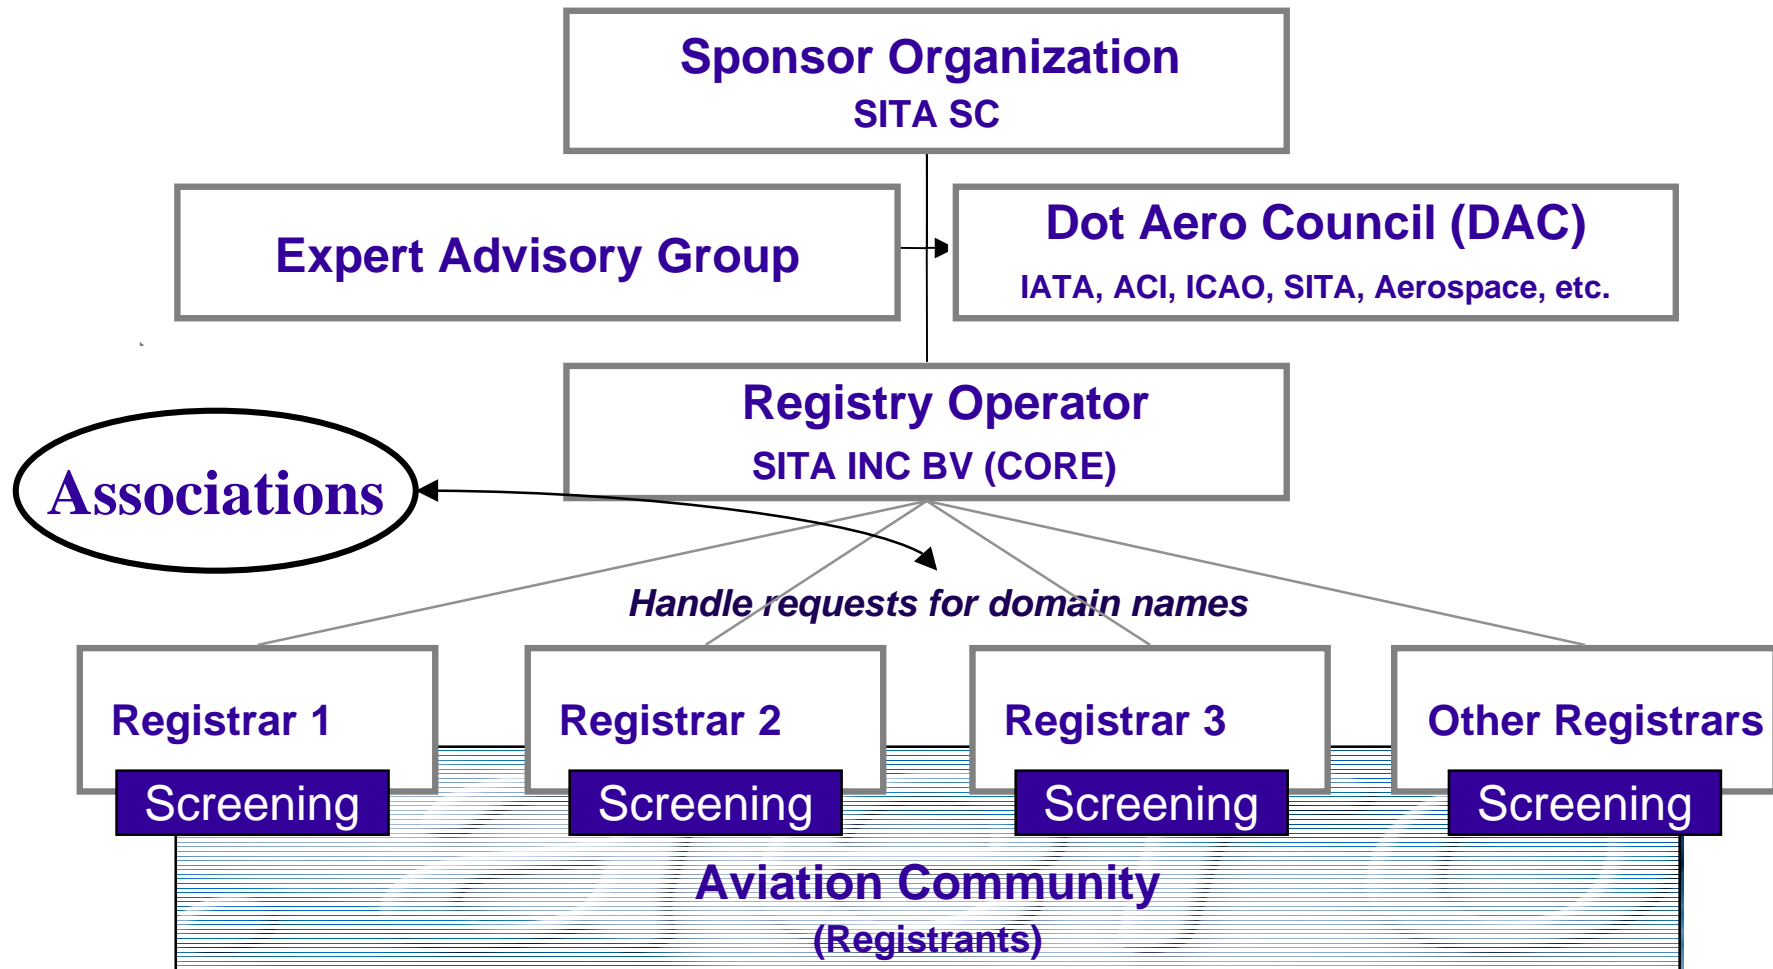 Sponsor Organization
SITA SC
Expert Advisory Group
Dot Aero Council (DAC)
IATA, ACI, ICAO, SITA, Aerospace, etc.
Registry Operator
SITA INC BV (CORE)
Associations
Handle requests for domain names
Registrar 1
Registrar 2
Registrar 3
Other Registrars
Screening
Screening
Screening
Screening
Aviation Community
(Registrants)